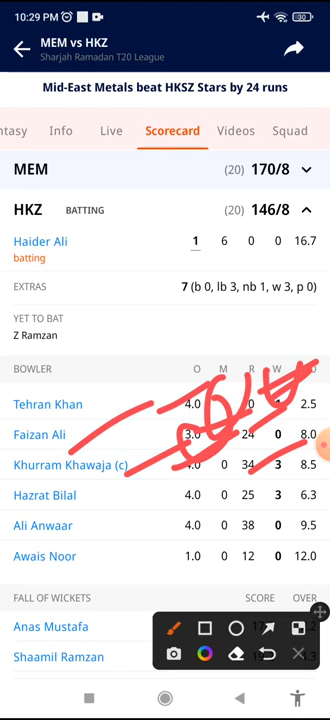 10:29 PM
MEM vs HKZ
Sharjah Ramadan T20 League
Mid-East Metals beat HKSZ Stars by 24 runs
ntasy Info Live Scorecard Videos Squad
MEM (20) 170/8
HKZ BATTING (20) 146/8
Haider Ali 1 6 0 0 16.7
batting
EXTRAS 7 (b 0, lb 3, nb 1, w 3, p 0)
YET TO BAT
Z Ramzan
BOWLER O M R W
Tehran Khan 4.0 2.5
Faizan Ali 3.0 24 0 8.0
Khurram Khawaja (c) 4.0 0 34 3 8.5
Hazrat Bilal 4.0 0 25 3 6.3
Ali Anwaar 4.0 0 38 0 9.5
Awais Noor 1.0 0 12 0 12.0
FALL OF WICKETS SCORE OVER
Anas Mustafa
Shaamil Ramzan